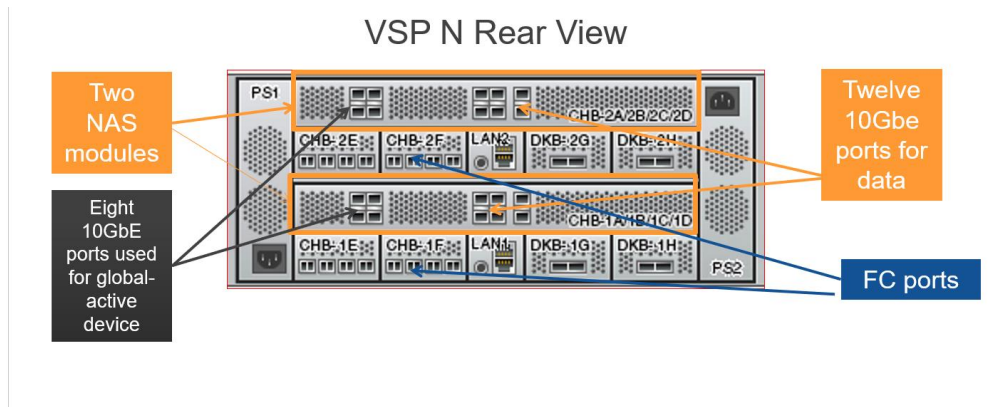 VSP N Rear View
Two
NAS
modules
Eight
10GbE
ports used
for global-
active
device
PS1
CHB-2A/2B/2C/2D
CHB-2E
CHB-2F
LAN2
DKB-2G
DKB-2H
CHB-1A/1B/1C/1D
CHB-1E
CHB-1F
LAN1
DKB-1G
DKB-1H
PS2
Twelve
10Gbe
ports for
data
FC ports